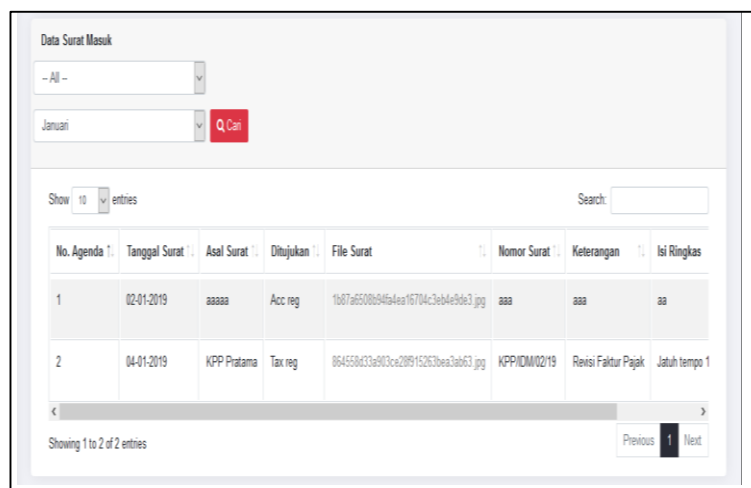 Data Surat Masuk
-- All --
Januari Cari
Show 10 entries Search:
No. Agenda Tanggal Surat Asal Surat Ditujukan File Surat Nomor Surat Keterangan Isi Ringkas
1 02-01-2019 aaaaa Acc reg 1b87a6508b94fa4ea16704c3eb4e9de3.jpg aaa aaa aa
2 04-01-2019 KPP Pratama Tax reg 864558d33a903ce28f915263bea3ab63.jpg KPP/IDM/02/19 Revisi Faktur Pajak Jatuh tempo 1
Showing 1 to 2 of 2 entries Previous 1 Next